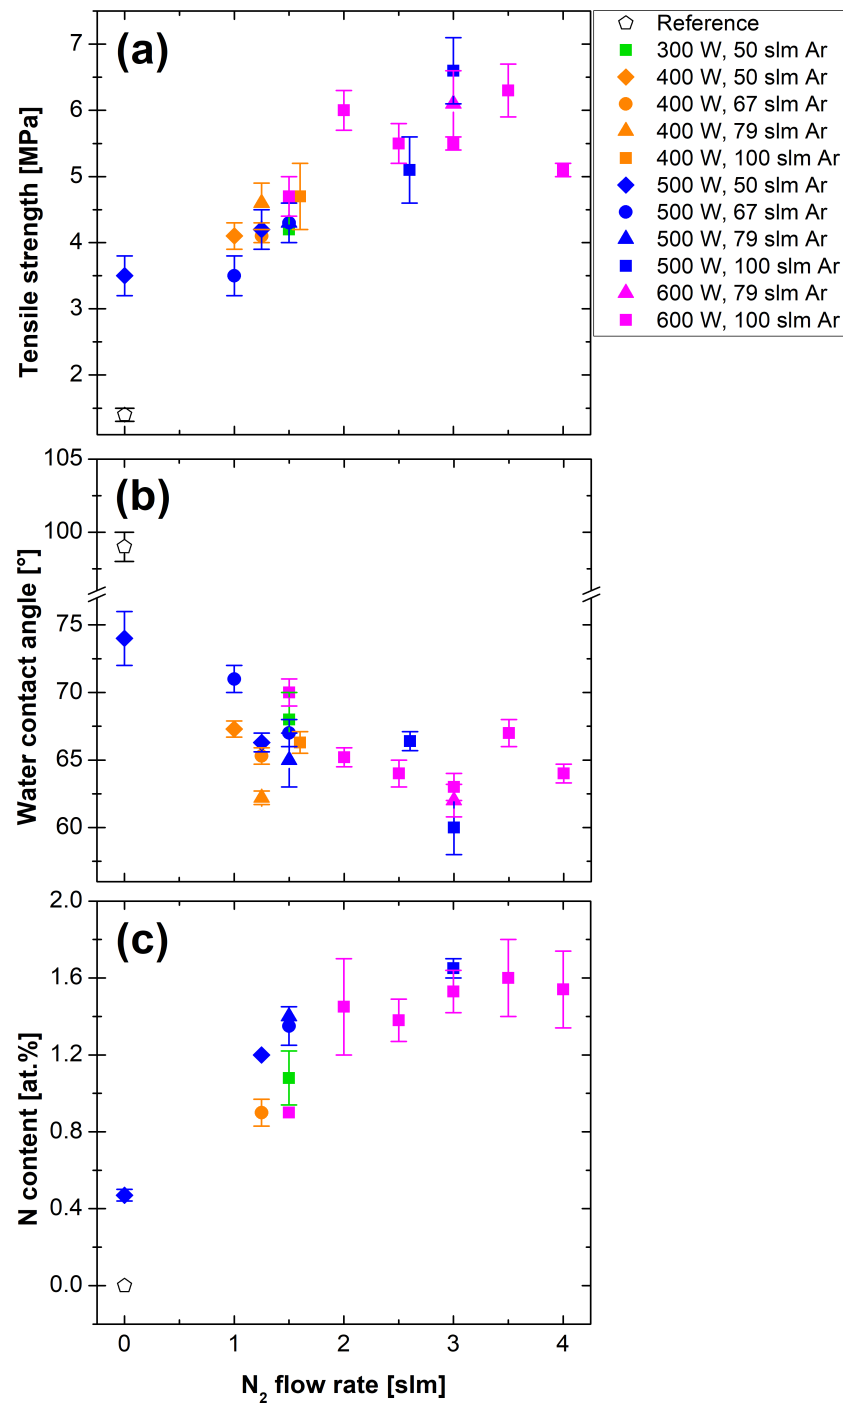 (a)
Tensile strength [MPa]
7
6
5
4
3
2
Reference
300 W, 50 slm Ar
400 W, 50 slm Ar
400 W, 67 slm Ar
400 W, 79 slm Ar
400 W, 100 slm Ar
500 W, 50 slm Ar
500 W, 67 slm Ar
500 W, 79 slm Ar
500 W, 100 slm Ar
600 W, 79 slm Ar
600 W, 100 slm Ar
(b)
Water contact angle [°]
105
100
75
70
65
60
(c)
N content [at.%]
2.0
1.6
1.2
0.8
0.4
0.0
0 1 2 3 4
N₂ flow rate [slm]